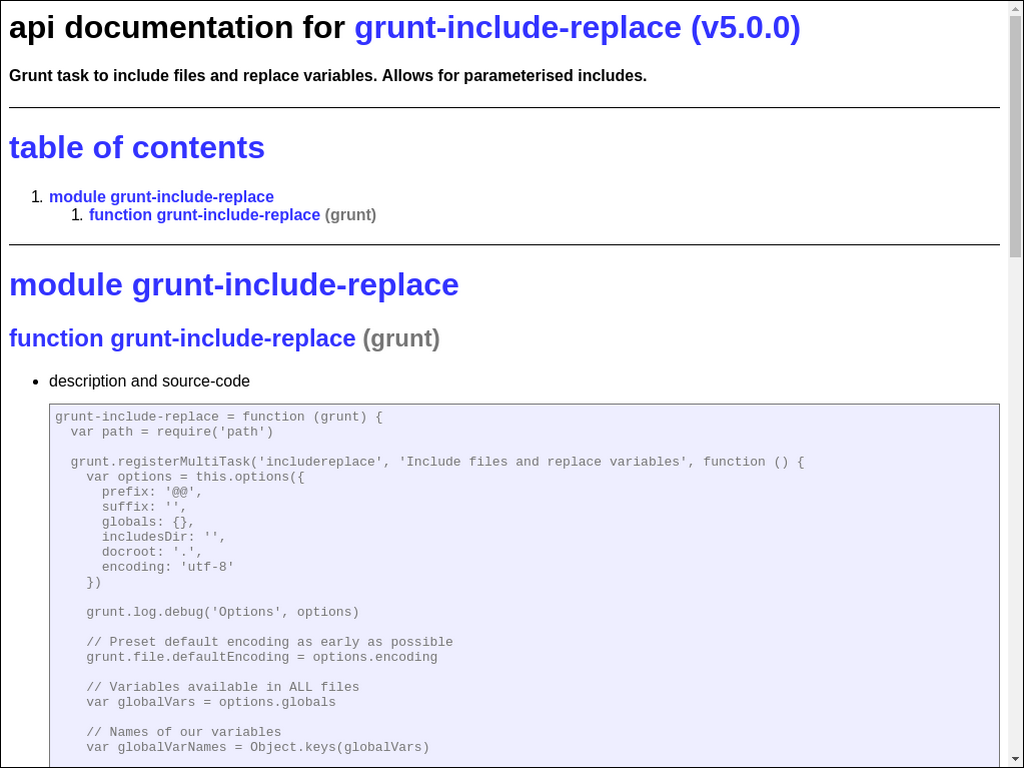 api documentation for grunt-include-replace (v5.0.0)
Grunt task to include files and replace variables. Allows for parameterised includes.
table of contents
1. module grunt-include-replace
1. function grunt-include-replace (grunt)
module grunt-include-replace
function grunt-include-replace (grunt)
• description and source-code
grunt-include-replace = function (grunt) {
  var path = require('path')
  grunt.registerMultiTask('includereplace', 'Include files and replace variables', function () {
    var options = this.options({
      prefix: '@@',
      suffix: '',
      globals: {},
      includesDir: '',
      docroot: '.',
      encoding: 'utf-8'
    })
    grunt.log.debug('Options', options)
    // Preset default encoding as early as possible
    grunt.file.defaultEncoding = options.encoding
    // Variables available in ALL files
    var globalVars = options.globals
    // Names of our variables
    var globalVarNames = Object.keys(globalVars)